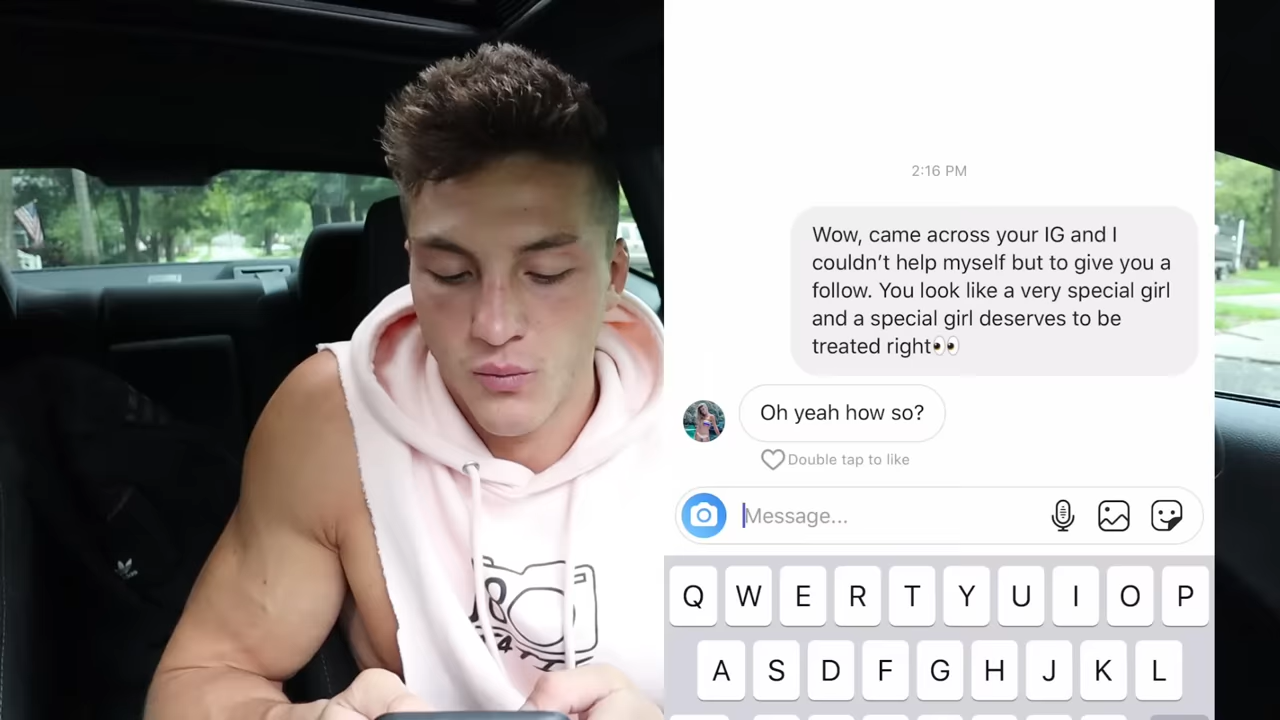 2:16 PM
Wow, came across your IG and I
couldn’t help myself but to give you a
follow. You look like a very special girl
and a special girl deserves to be
treated right👀
Oh yeah how so?
Double tap to like
Message...
Q W E R T Y U I O P
A S D F G H J K L